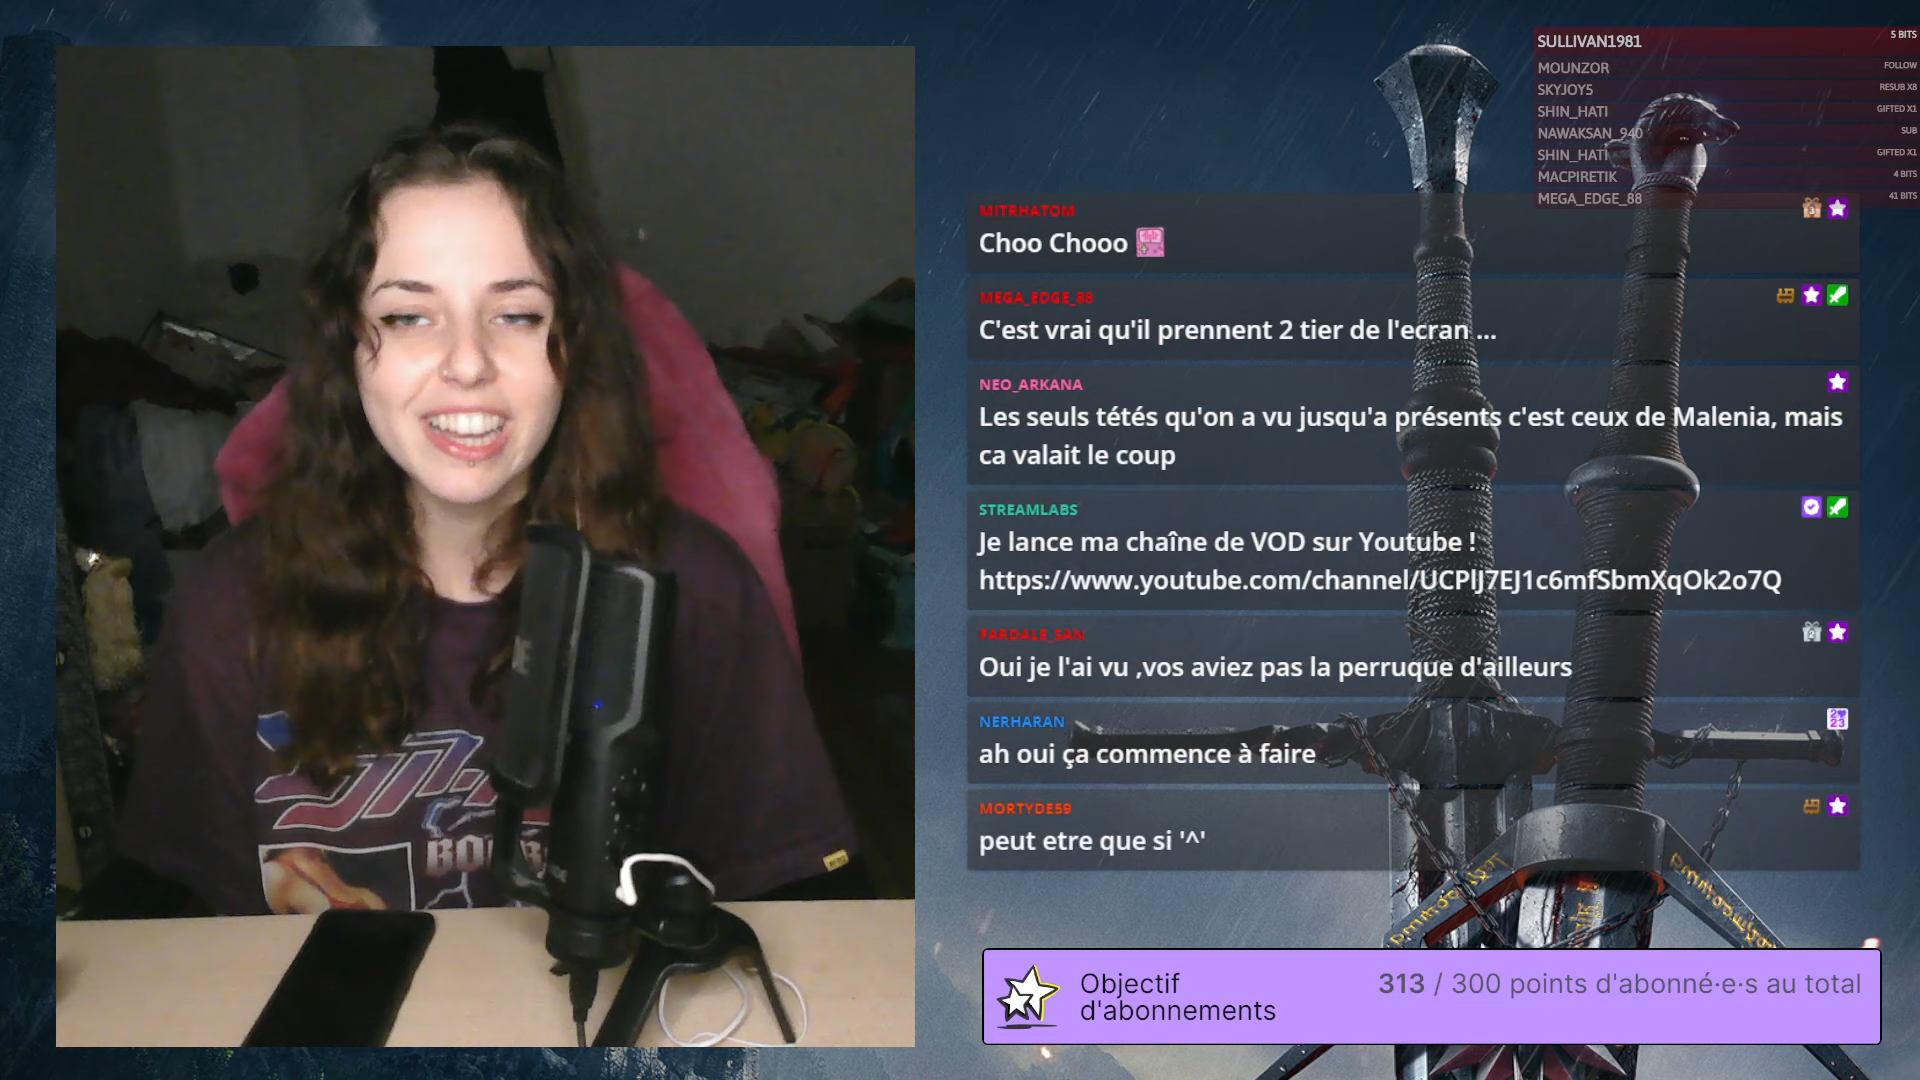 SULLIVAN1981 5 BITS
MOUNZOR FOLLOW
SKYJOY5 RESUB X8
SHIN_HATI GIFTED X1
NAWAKSAN_940 SUB
SHIN_HATI GIFTED X1
MACPIRETIK 4 BITS
MEGA_EDGE_88 41 BITS
MITRHATOM
Choo Chooo
MEGA_EDGE_88
C'est vrai qu'il prennent 2 tier de l'ecran ...
NEO_ARKANA
Les seuls tétés qu'on a vu jusqu'a présents c'est ceux de Malenia, mais
ca valait le coup
STREAMLABS
Je lance ma chaîne de VOD sur Youtube !
https://www.youtube.com/channel/UCPlJ7EJ1c6mfSbmXqOk2o7Q
FARDALE_SAN
Oui je l'ai vu ,vos aviez pas la perruque d'ailleurs
NERHARAN
ah oui ça commence à faire
MORTYDE59
peut etre que si '^'
Objectif
d'abonnements
313 / 300 points d'abonné·e·s au total